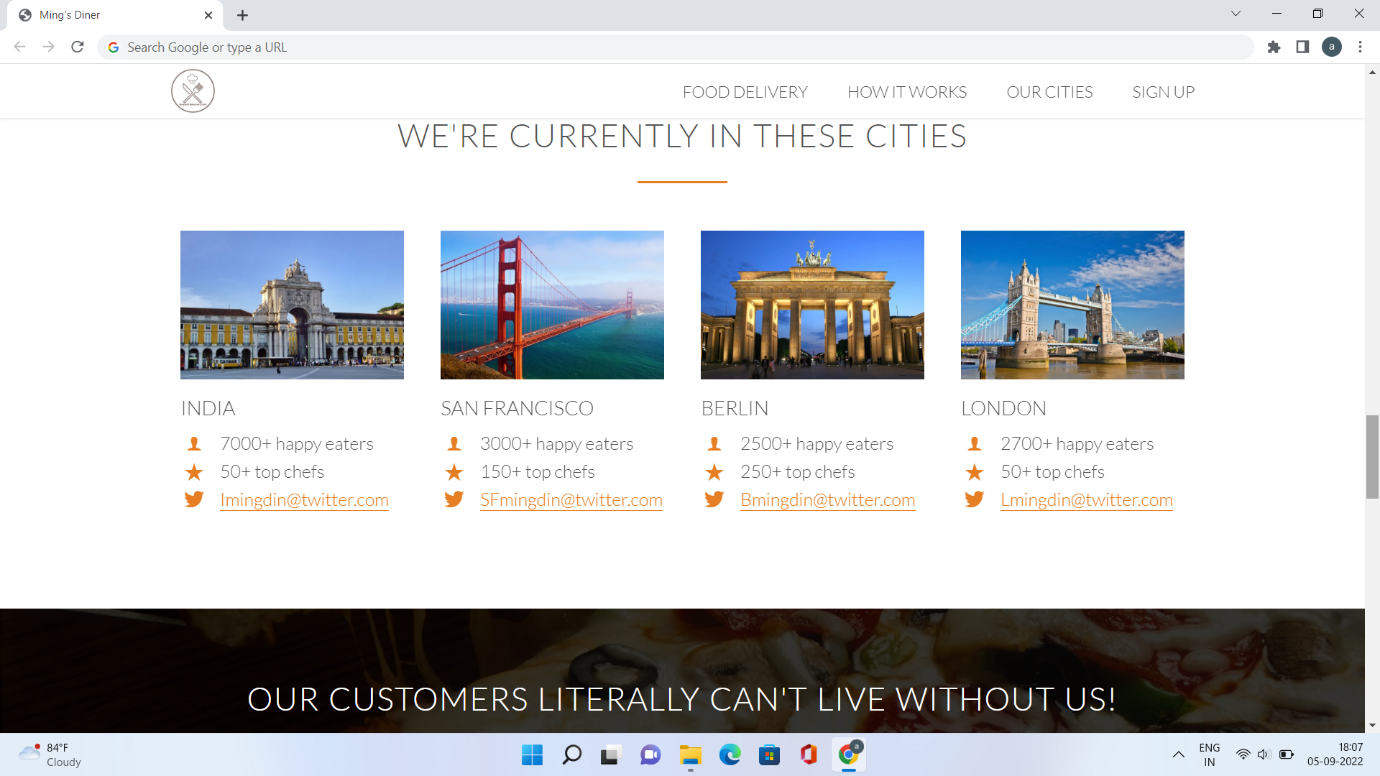 Ming's Diner
Search Google or type a URL
a
FOOD DELIVERY HOW IT WORKS OUR CITIES SIGN UP
WE'RE CURRENTLY IN THESE CITIES
INDIA
7000+ happy eaters
50+ top chefs
Imingdin@twitter.com
SAN FRANCISCO
3000+ happy eaters
150+ top chefs
SFmingdin@twitter.com
BERLIN
2500+ happy eaters
250+ top chefs
Bmingdin@twitter.com
LONDON
2700+ happy eaters
50+ top chefs
Lmingdin@twitter.com
OUR CUSTOMERS LITERALLY CAN'T LIVE WITHOUT US!
84°F
Cloudy
a
ENG
IN
18:07
05-09-2022